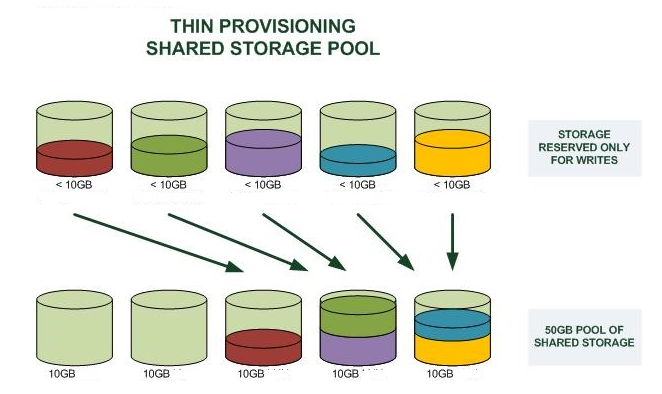 THIN PROVISIONING
SHARED STORAGE POOL
STORAGE
RESERVED ONLY
FOR WRITES
< 10GB
< 10GB
< 10GB
< 10GB
< 10GB
50GB POOL OF
SHARED STORAGE
10GB
10GB
10GB
10GB
10GB